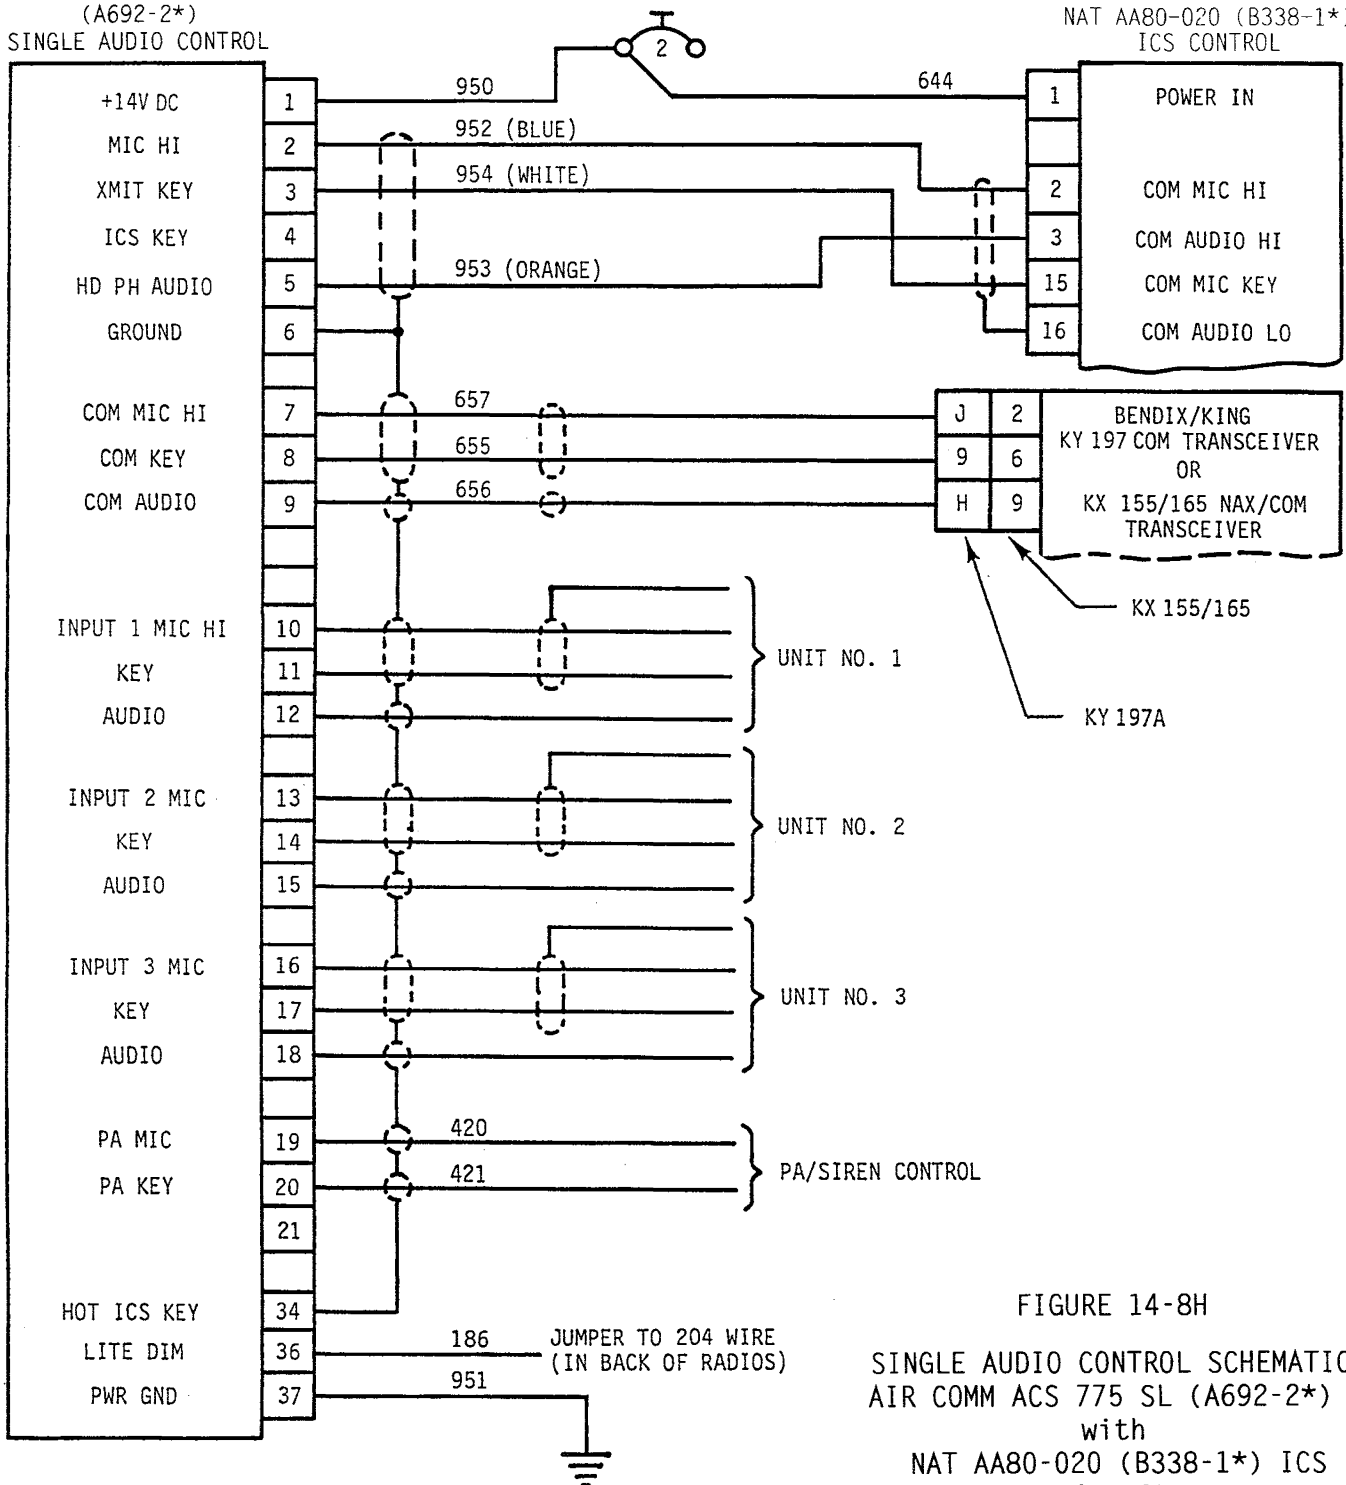 (A692-2*)
SINGLE AUDIO CONTROL
NAT AA80-020 (B338-1*)
ICS CONTROL
2
+14V DC 1 950 644 1 POWER IN
MIC HI 2 952 (BLUE)
XMIT KEY 3 954 (WHITE) 2 COM MIC HI
ICS KEY 4 3 COM AUDIO HI
HD PH AUDIO 5 953 (ORANGE) 15 COM MIC KEY
GROUND 6 16 COM AUDIO LO
COM MIC HI 7 657 J 2
COM KEY 8 655 9 6
COM AUDIO 9 656 H 9
BENDIX/KING
KY 197 COM TRANSCEIVER
OR
KX 155/165 NAX/COM
TRANSCEIVER
KX 155/165
KY 197A
INPUT 1 MIC HI 10
KEY 11
AUDIO 12
UNIT NO. 1
INPUT 2 MIC 13
KEY 14
AUDIO 15
UNIT NO. 2
INPUT 3 MIC 16
KEY 17
AUDIO 18
UNIT NO. 3
PA MIC 19 420
PA KEY 20 421
PA/SIREN CONTROL
21
HOT ICS KEY 34
LITE DIM 36 186 JUMPER TO 204 WIRE
(IN BACK OF RADIOS)
PWR GND 37 951
FIGURE 14-8H
SINGLE AUDIO CONTROL SCHEMATIC
AIR COMM ACS 775 SL (A692-2*)
with
NAT AA80-020 (B338-1*) ICS